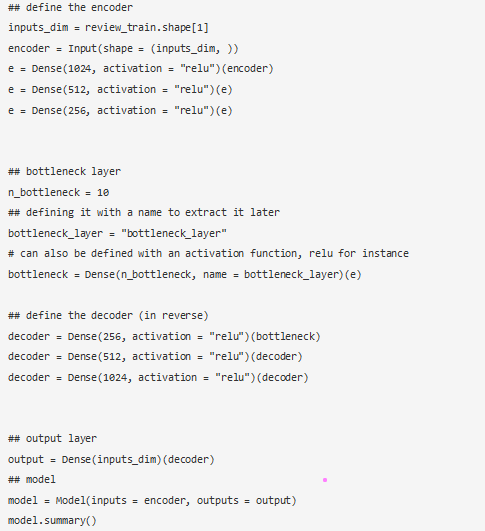 ## define the encoder
inputs_dim = review_train.shape[1]
encoder = Input(shape = (inputs_dim, ))
e = Dense(1024, activation = "relu")(encoder)
e = Dense(512, activation = "relu")(e)
e = Dense(256, activation = "relu")(e)
## bottleneck layer
n_bottleneck = 10
## defining it with a name to extract it later
bottleneck_layer = "bottleneck_layer"
# can also be defined with an activation function, relu for instance
bottleneck = Dense(n_bottleneck, name = bottleneck_layer)(e)
## define the decoder (in reverse)
decoder = Dense(256, activation = "relu")(bottleneck)
decoder = Dense(512, activation = "relu")(decoder)
decoder = Dense(1024, activation = "relu")(decoder)
## output layer
output = Dense(inputs_dim)(decoder)
## model
model = Model(inputs = encoder, outputs = output)
model.summary()